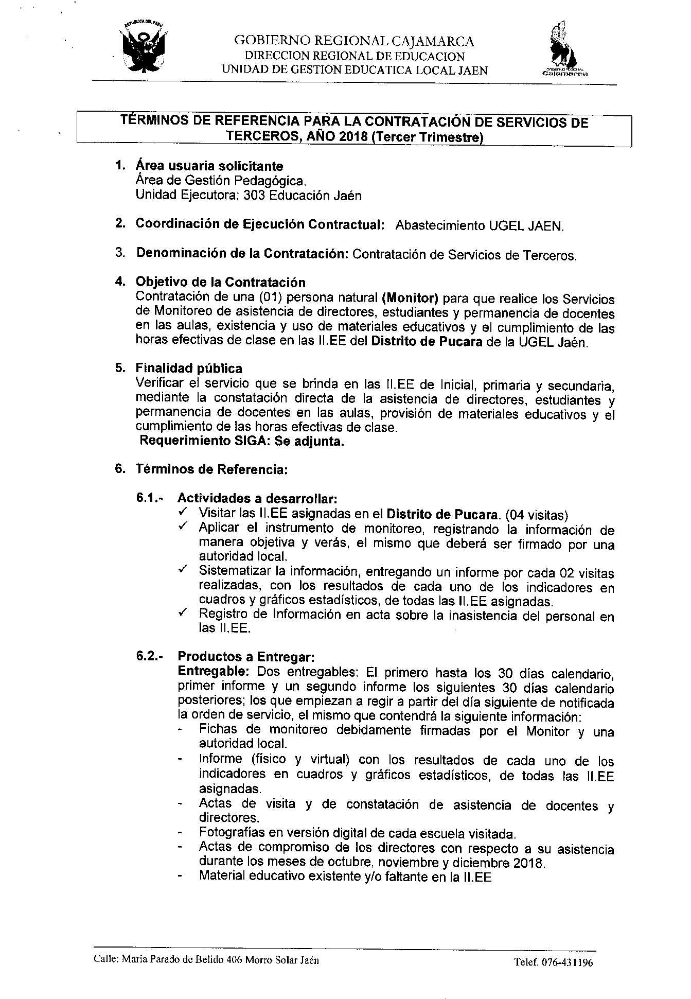 REPUBLICA DEL PERU
GOBIERNO REGIONAL CAJAMARCA
DIRECCION REGIONAL DE EDUCACION
UNIDAD DE GESTION EDUCATICA LOCAL JAEN
GOBIERNO REGIONAL
Cajamarca
TÉRMINOS DE REFERENCIA PARA LA CONTRATACIÓN DE SERVICIOS DE
TERCEROS, AÑO 2018 (Tercer Trimestre)
1. Área usuaria solicitante
Área de Gestión Pedagógica.
Unidad Ejecutora: 303 Educación Jaén
2. Coordinación de Ejecución Contractual: Abastecimiento UGEL JAEN.
3. Denominación de la Contratación: Contratación de Servicios de Terceros.
4. Objetivo de la Contratación
Contratación de una (01) persona natural (Monitor) para que realice los Servicios
de Monitoreo de asistencia de directores, estudiantes y permanencia de docentes
en las aulas, existencia y uso de materiales educativos y el cumplimiento de las
horas efectivas de clase en las II.EE del Distrito de Pucara de la UGEL Jaén.
5. Finalidad pública
Verificar el servicio que se brinda en las II.EE de Inicial, primaria y secundaria,
mediante la constatación directa de la asistencia de directores, estudiantes y
permanencia de docentes en las aulas, provisión de materiales educativos y el
cumplimiento de las horas efectivas de clase.
Requerimiento SIGA: Se adjunta.
6. Términos de Referencia:
6.1.- Actividades a desarrollar:
✓ Visitar las II.EE asignadas en el Distrito de Pucara. (04 visitas)
✓ Aplicar el instrumento de monitoreo, registrando la información de
manera objetiva y verás, el mismo que deberá ser firmado por una
autoridad local.
✓ Sistematizar la información, entregando un informe por cada 02 visitas
realizadas, con los resultados de cada uno de los indicadores en
cuadros y gráficos estadísticos, de todas las II.EE asignadas.
✓ Registro de Información en acta sobre la inasistencia del personal en
las II.EE.
6.2.- Productos a Entregar:
Entregable: Dos entregables: El primero hasta los 30 días calendario,
primer informe y un segundo informe los siguientes 30 días calendario
posteriores; los que empiezan a regir a partir del día siguiente de notificada
la orden de servicio, el mismo que contendrá la siguiente información:
- Fichas de monitoreo debidamente firmadas por el Monitor y una
autoridad local.
- Informe (físico y virtual) con los resultados de cada uno de los
indicadores en cuadros y gráficos estadísticos, de todas las II.EE
asignadas.
- Actas de visita y de constatación de asistencia de docentes y
directores.
- Fotografías en versión digital de cada escuela visitada.
- Actas de compromiso de los directores con respecto a su asistencia
durante los meses de octubre, noviembre y diciembre 2018.
- Material educativo existente y/o faltante en la II.EE
Calle: Maria Parado de Belido 406 Morro Solar Jaén Telef. 076-431196